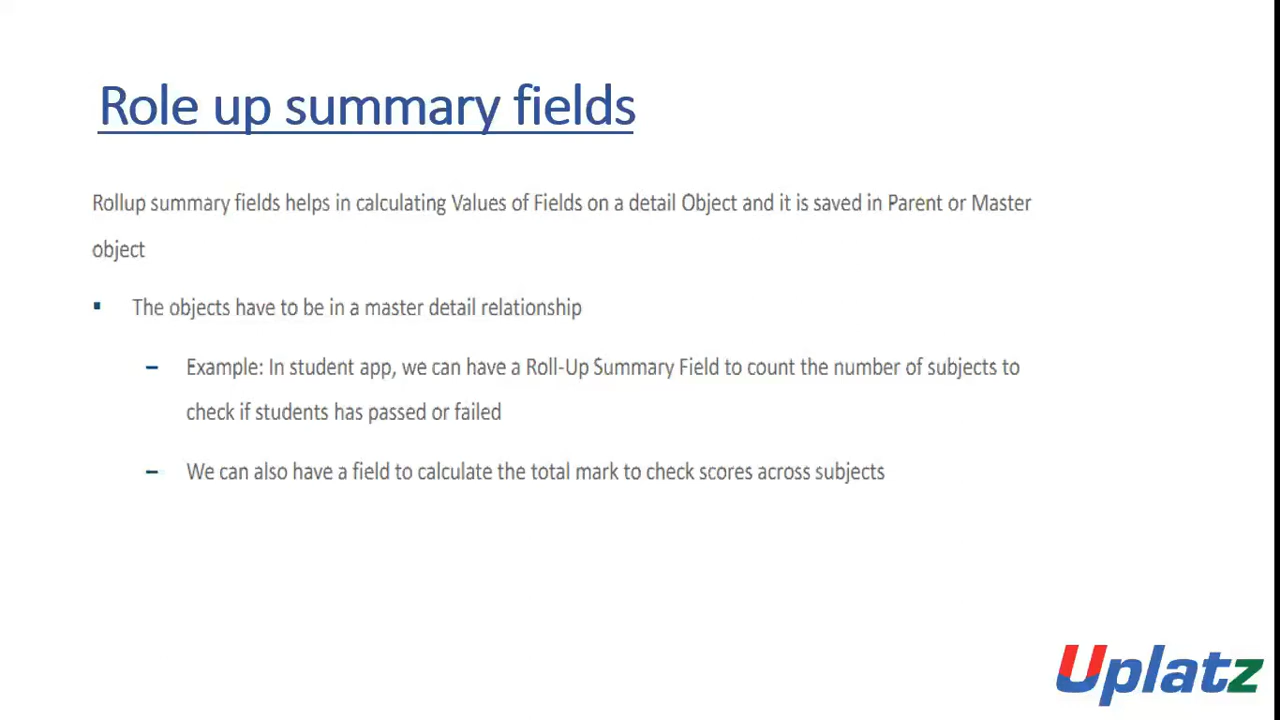 Role up summary fields
Rollup summary fields helps in calculating Values of Fields on a detail Object and it is saved in Parent or Master
object
▪ The objects have to be in a master detail relationship
– Example: In student app, we can have a Roll-Up Summary Field to count the number of subjects to
check if students has passed or failed
– We can also have a field to calculate the total mark to check scores across subjects
Uplatz